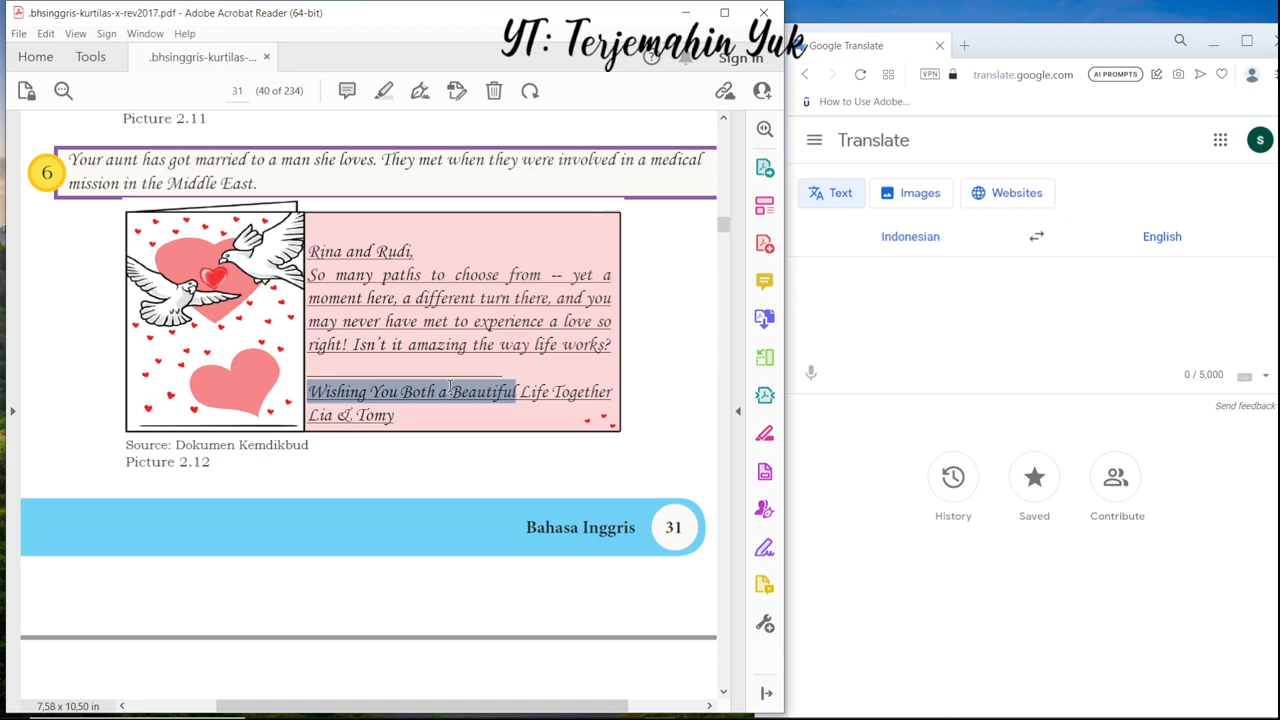 .bhsinggris-kurtilas-x-rev2017.pdf - Adobe Acrobat Reader (64-bit)
YT: Terjemahin Yuk
File Edit View Sign Window Help
Home Tools .bhsinggris-kurtilas-... × Sign In
31 (40 of 234)
Picture 2.11
6
Your aunt has got married to a man she loves. They met when they were involved in a medical
mission in the Middle East.
Rina and Rudi,
So many paths to choose from -- yet a
moment here, a different turn there, and you
may never have met to experience a love so
right! Isn't it amazing the way life works?
Wishing You Both a Beautiful Life Together
Lia & Tomy
Source: Dokumen Kemdikbud
Picture 2.12
Bahasa Inggris 31
7,58 x 10,50 in
Google Translate
VPN translate.google.com AI PROMPTS
How to Use Adobe...
Translate
s
Text Images Websites
Indonesian English
0 / 5,000
Send feedback
History Saved Contribute